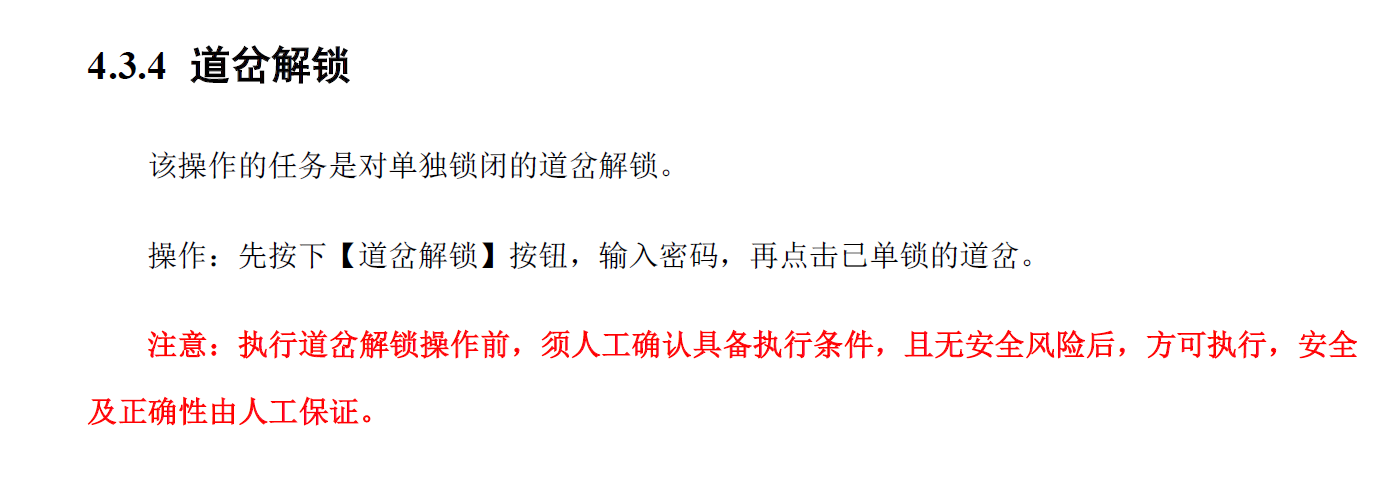 4.3.4 道岔解锁
该操作的任务是对单独锁闭的道岔解锁。
操作：先按下【道岔解锁】按钮，输入密码，再点击已单锁的道岔。
注意：执行道岔解锁操作前，须人工确认具备执行条件，且无安全风险后，方可执行，安全
及正确性由人工保证。